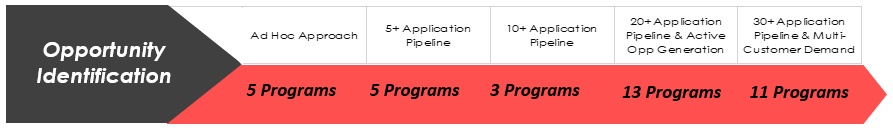 Opportunity
Identification
Ad Hoc Approach
5+ Application
Pipeline
10+ Application
Pipeline
20+ Application
Pipeline & Active
Opp Generation
30+ Application
Pipeline & Multi-
Customer Demand
5 Programs
5 Programs
3 Programs
13 Programs
11 Programs